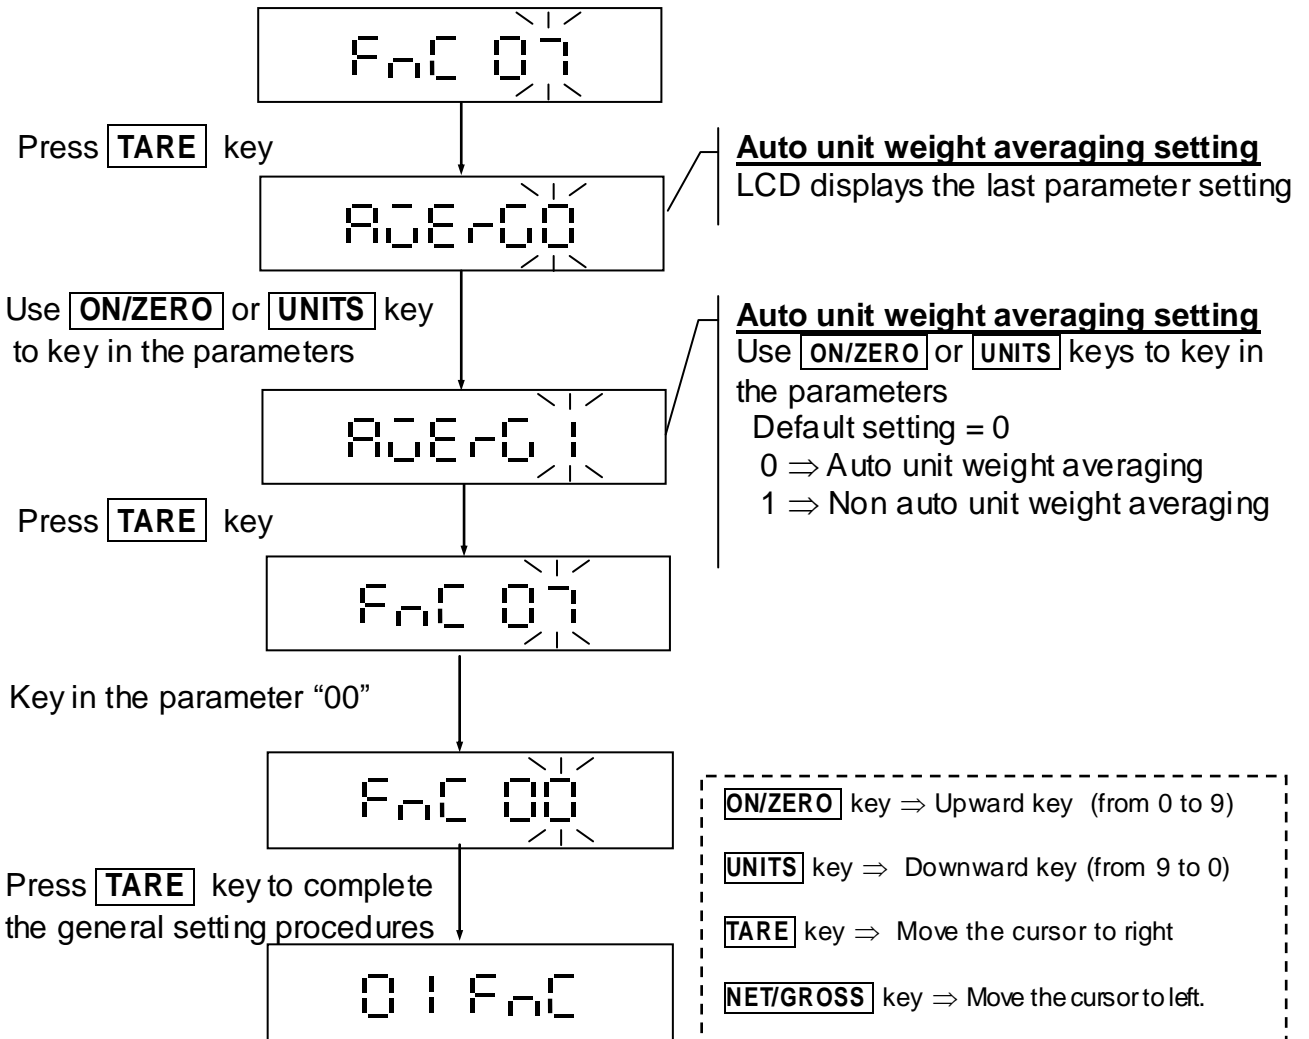 FnC 07
Press TARE key
Auto unit weight averaging setting
LCD displays the last parameter setting
AvErG0
Use ON/ZERO or UNITS key
to key in the parameters
Auto unit weight averaging setting
Use ON/ZERO or UNITS keys to key in
the parameters
Default setting = 0
0 ⇒ Auto unit weight averaging
1 ⇒ Non auto unit weight averaging
AvErG 1
Press TARE key
FnC 07
Key in the parameter “00”
FnC 00
Press TARE key to complete
the general setting procedures
01 FnC
ON/ZERO key ⇒ Upward key (from 0 to 9)
UNITS key ⇒ Downward key (from 9 to 0)
TARE key ⇒ Move the cursor to right
NET/GROSS key ⇒ Move the cursor to left.